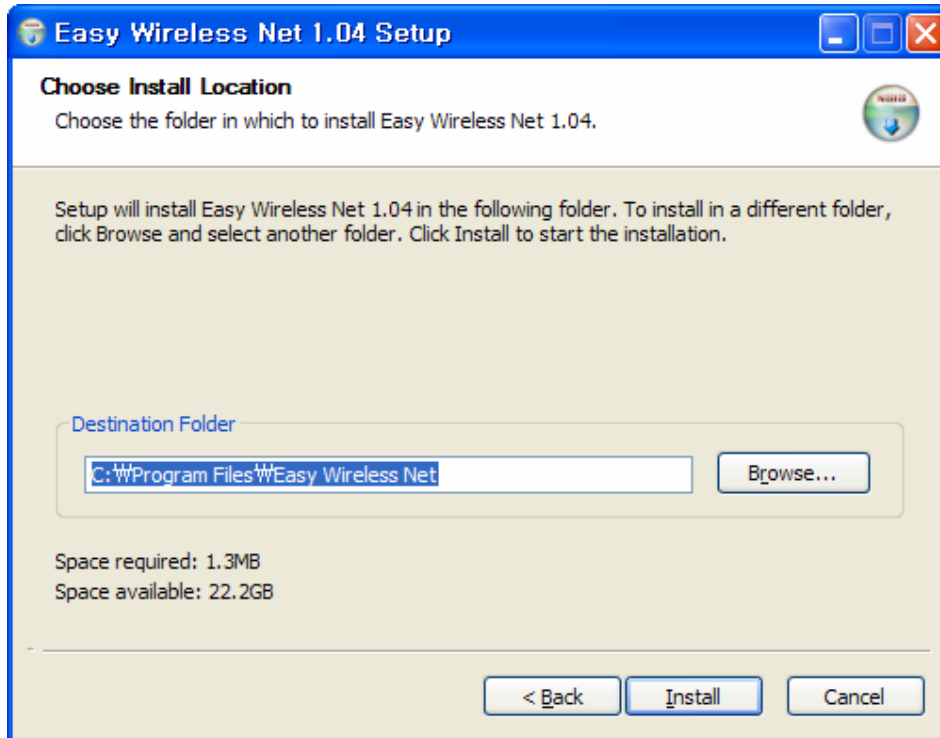 Easy Wireless Net 1.04 Setup
Choose Install Location
Choose the folder in which to install Easy Wireless Net 1.04.
Setup will install Easy Wireless Net 1.04 in the following folder. To install in a different folder,
click Browse and select another folder. Click Install to start the installation.
Destination Folder
C:₩Program Files₩Easy Wireless Net
Browse...
Space required: 1.3MB
Space available: 22.2GB
< Back
Install
Cancel